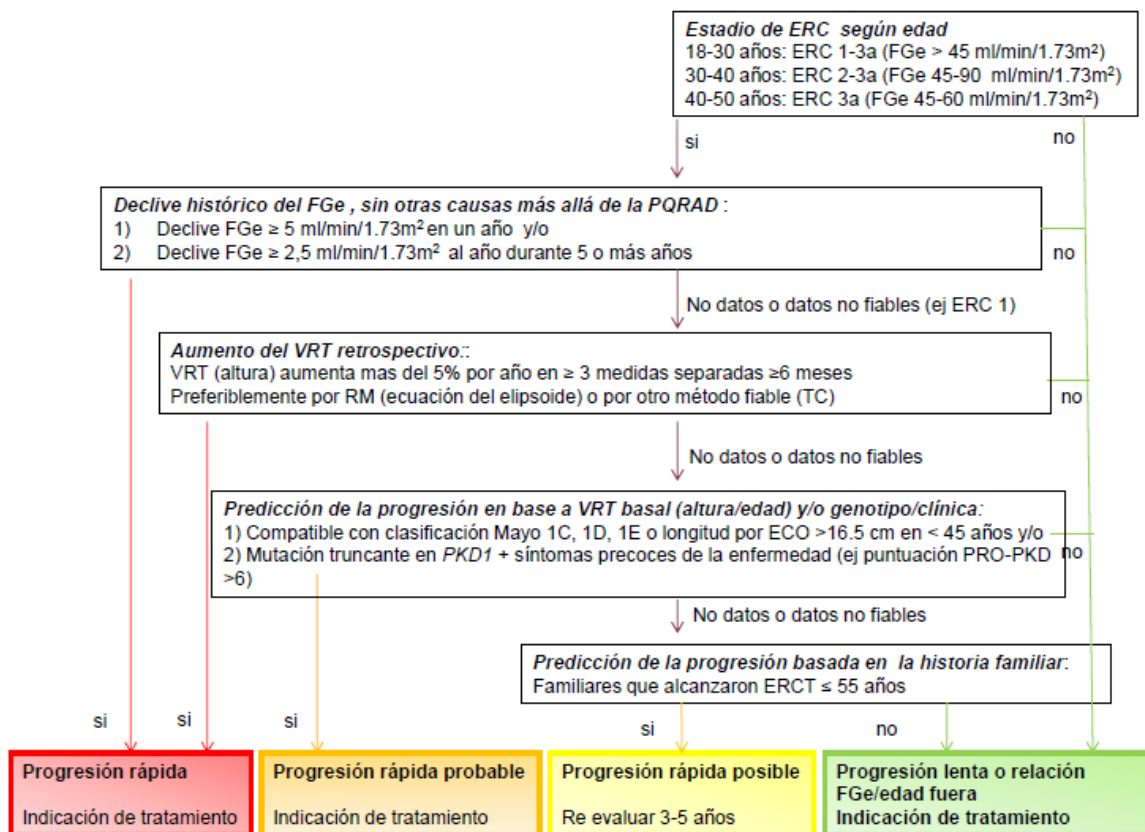 Estadio de ERC según edad
18-30 años: ERC 1-3a (FGe > 45 ml/min/1.73m²)
30-40 años: ERC 2-3a (FGe 45-90 ml/min/1.73m²)
40-50 años: ERC 3a (FGe 45-60 ml/min/1.73m²)
si
no
Declive histórico del FGe , sin otras causas más allá de la PQRAD :
1) Declive FGe ≥ 5 ml/min/1.73m² en un año y/o
2) Declive FGe ≥ 2,5 ml/min/1.73m² al año durante 5 o más años
no
No datos o datos no fiables (ej ERC 1)
Aumento del VRT retrospectivo::
VRT (altura) aumenta mas del 5% por año en ≥ 3 medidas separadas ≥6 meses
Preferiblemente por RM (ecuación del elipsoide) o por otro método fiable (TC)
no
No datos o datos no fiables
Predicción de la progresión en base a VRT basal (altura/edad) y/o genotipo/clínica:
1) Compatible con clasificación Mayo 1C, 1D, 1E o longitud por ECO >16.5 cm en < 45 años y/o
2) Mutación truncante en PKD1 + síntomas precoces de la enfermedad (ej puntuación PRO-PKD
>6)
no
No datos o datos no fiables
Predicción de la progresión basada en la historia familiar:
Familiares que alcanzaron ERCT ≤ 55 años
si
si
si
si
no
Progresión rápida
Indicación de tratamiento
Progresión rápida probable
Indicación de tratamiento
Progresión rápida posible
Re evaluar 3-5 años
Progresión lenta o relación
FGe/edad fuera
Indicación de tratamiento